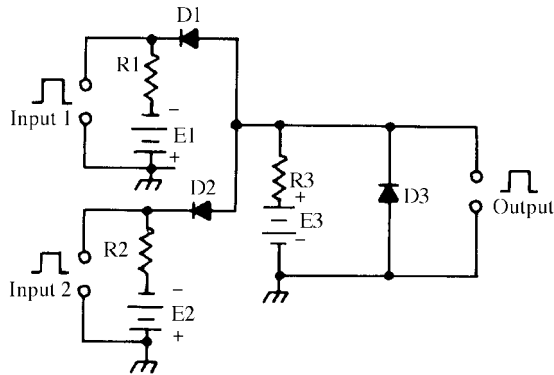 D1
R1
−
Input 1
E1
+
D2
R3
+
D3
Output
E3
−
R2
Input 2
−
E2
+